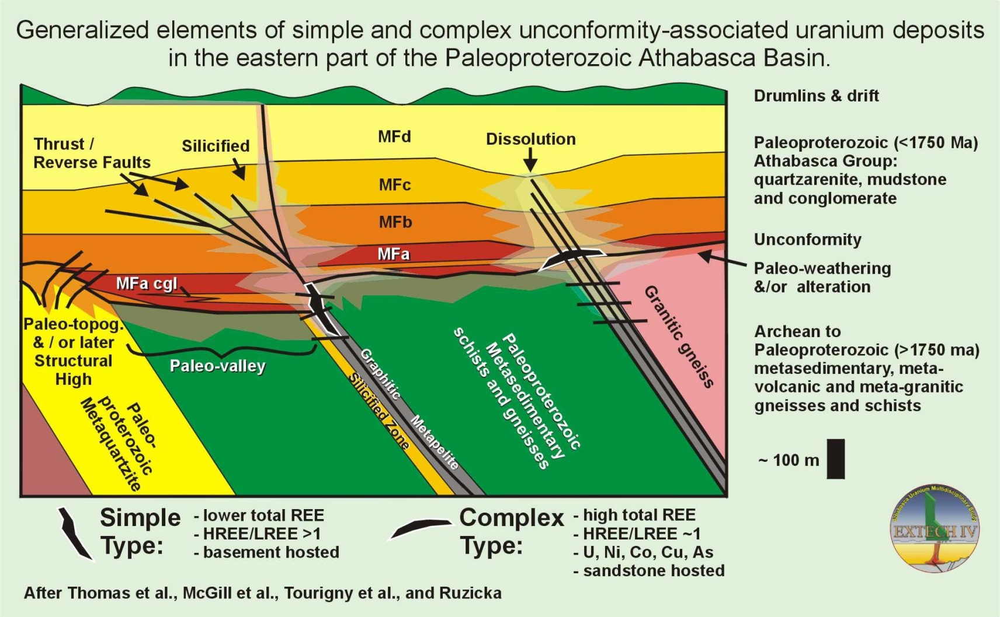 Generalized elements of simple and complex unconformity-associated uranium deposits
in the eastern part of the Paleoproterozoic Athabasca Basin.
Drumlins & drift
MFd
Thrust /
Reverse Faults
Silicified
Dissolution
Paleoproterozoic (<1750 Ma)
Athabasca Group:
quartzarenite, mudstone
and conglomerate
MFc
MFb
MFa
Unconformity
Paleo-weathering
&/or alteration
MFa cgl
Paleo-topog.
& / or later
Structural
High
Paleo-valley
Paleo-
proterozoic
Metaquartzite
Silicified Zone
Graphitic
Metapelite
Paleoproterozoic
Metasedimentary
schists and gneisses
Granitic gneiss
Archean to
Paleoproterozoic (>1750 ma)
metasedimentary, meta-
volcanic and meta-granitic
gneisses and schists
~ 100 m
Simple
Type:
- lower total REE
- HREE/LREE >1
- basement hosted
Complex
Type:
- high total REE
- HREE/LREE ~1
- U, Ni, Co, Cu, As
- sandstone hosted
Athabasca Uranium Multidisciplinary Study
EXTECH IV
After Thomas et al., McGill et al., Tourigny et al., and Ruzicka